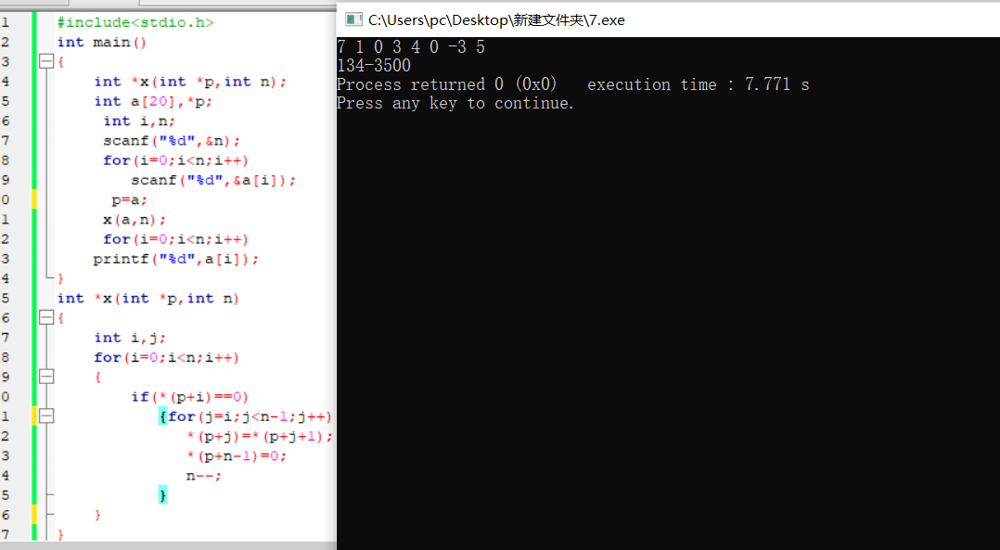 C:\Users\pc\Desktop\新建文件夹\7.exe
1 #include<stdio.h>
2 int main()
3 {
4 int *x(int *p,int n);
5 int a[20],*p;
6 int i,n;
7 scanf("%d",&n);
8 for(i=0;i<n;i++)
9 scanf("%d",&a[i]);
0 p=a;
1 x(a,n);
2 for(i=0;i<n;i++)
3 printf("%d",a[i]);
4 }
5 int *x(int *p,int n)
6 {
7 int i,j;
8 for(i=0;i<n;i++)
9 {
0 if(*(p+i)==0)
1 {for(j=i;j<n-1;j++)
2 *(p+j)=*(p+j+1);
3 *(p+n-1)=0;
4 n--;
5 }
6 }
7 }
7 1 0 3 4 0 -3 5
134-3500
Process returned 0 (0x0) execution time : 7.771 s
Press any key to continue.